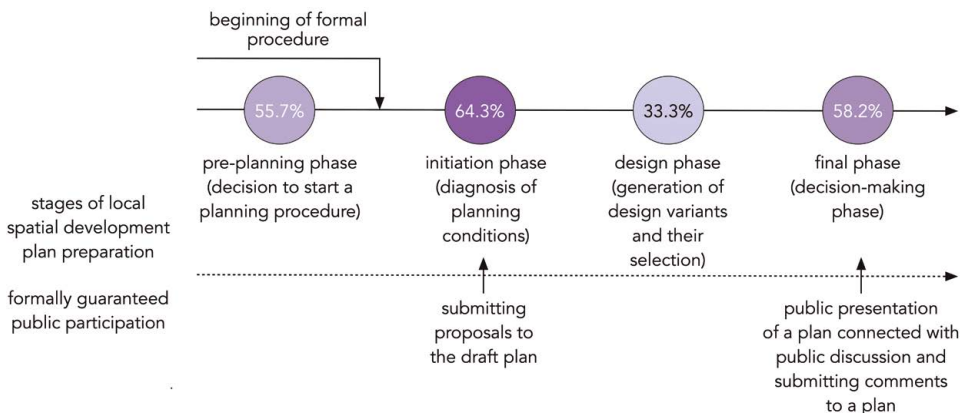 beginning of formal
procedure
55.7%
64.3%
33.3%
58.2%
pre-planning phase
(decision to start a
planning procedure)
initiation phase
(diagnosis of
planning
conditions)
design phase
(generation of
design variants
and their
selection)
final phase
(decision-making
phase)
stages of local
spatial development
plan preparation
formally guaranteed
public participation
submitting
proposals to
the draft plan
public presentation
of a plan connected with
public discussion and
submitting comments
to a plan